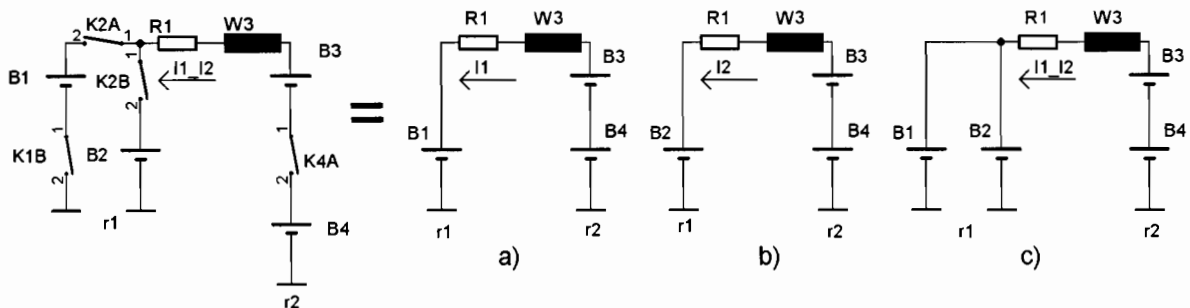 K2A
2
1
R1
W3
B3
B1
1
K2B
2
I1_I2
1
K1B
2
B2
1
K4A
2
B4
r1
r2
=
R1
W3
I1
B3
B1
B4
r1
r2
a)
R1
W3
I2
B3
B2
B4
r1
r2
b)
R1
W3
I1_I2
B3
B1
B2
B4
r1
r2
c)